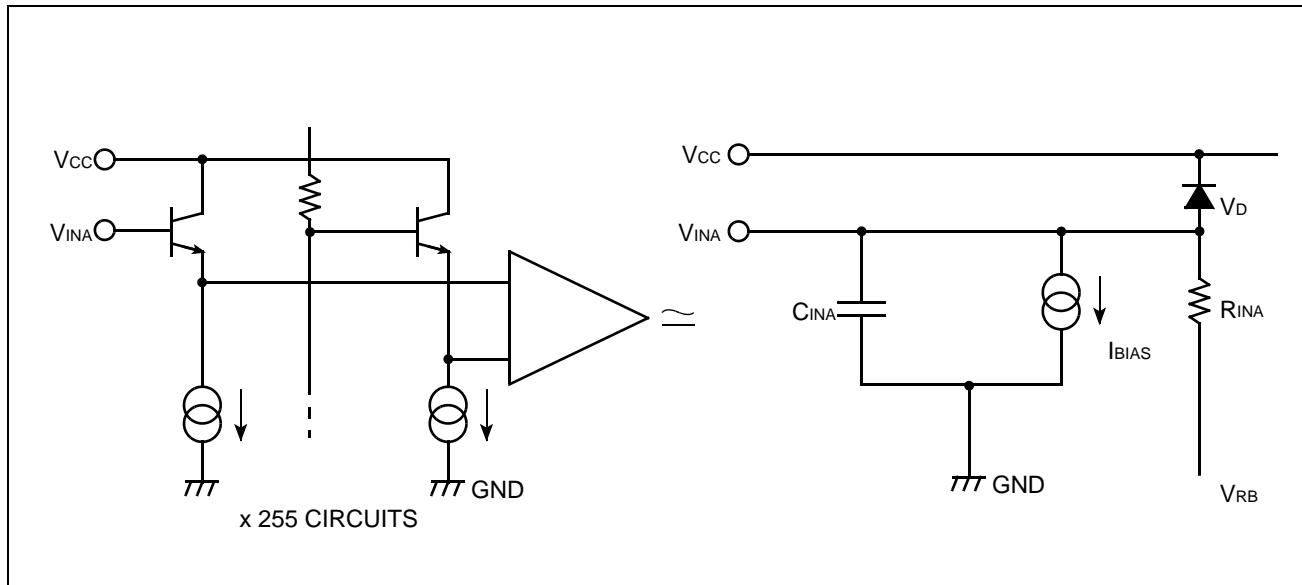 VCC
VINA
GND
x 255 CIRCUITS
VCC
VD
VINA
CINA
RINA
IBIAS
GND
VRB